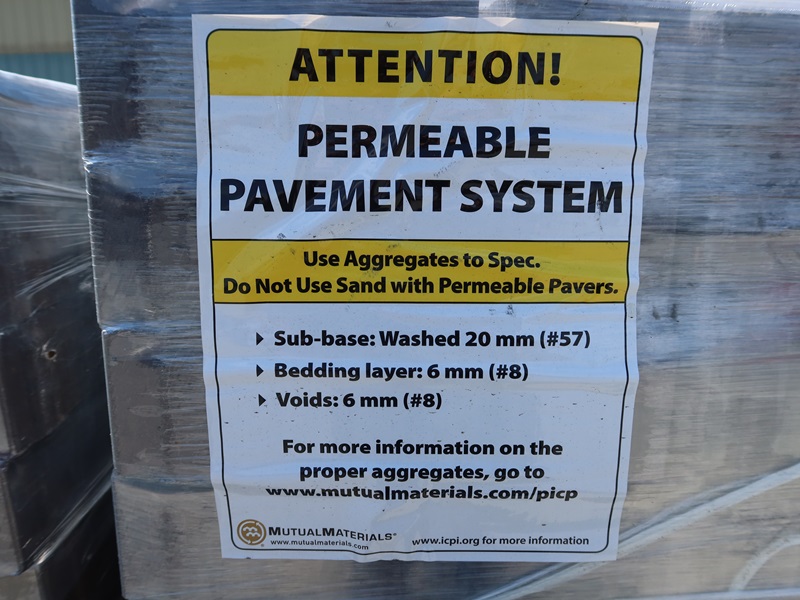 ATTENTION!
PERMEABLE
PAVEMENT SYSTEM
Use Aggregates to Spec.
Do Not Use Sand with Permeable Pavers.
Sub-base: Washed 20 mm (#57)
Bedding layer: 6 mm (#8)
Voids: 6 mm (#8)
For more information on the
proper aggregates, go to
www.mutualmaterials.com/picp
MUTUALMATERIALS®
www.mutualmaterials.com
www.icpi.org for more information